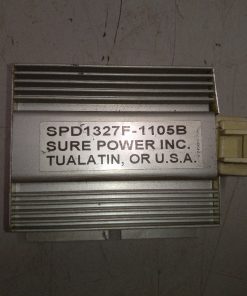 SPD1327F-1105B
SURE POWER INC.
TUALATIN, OR U.S.A.